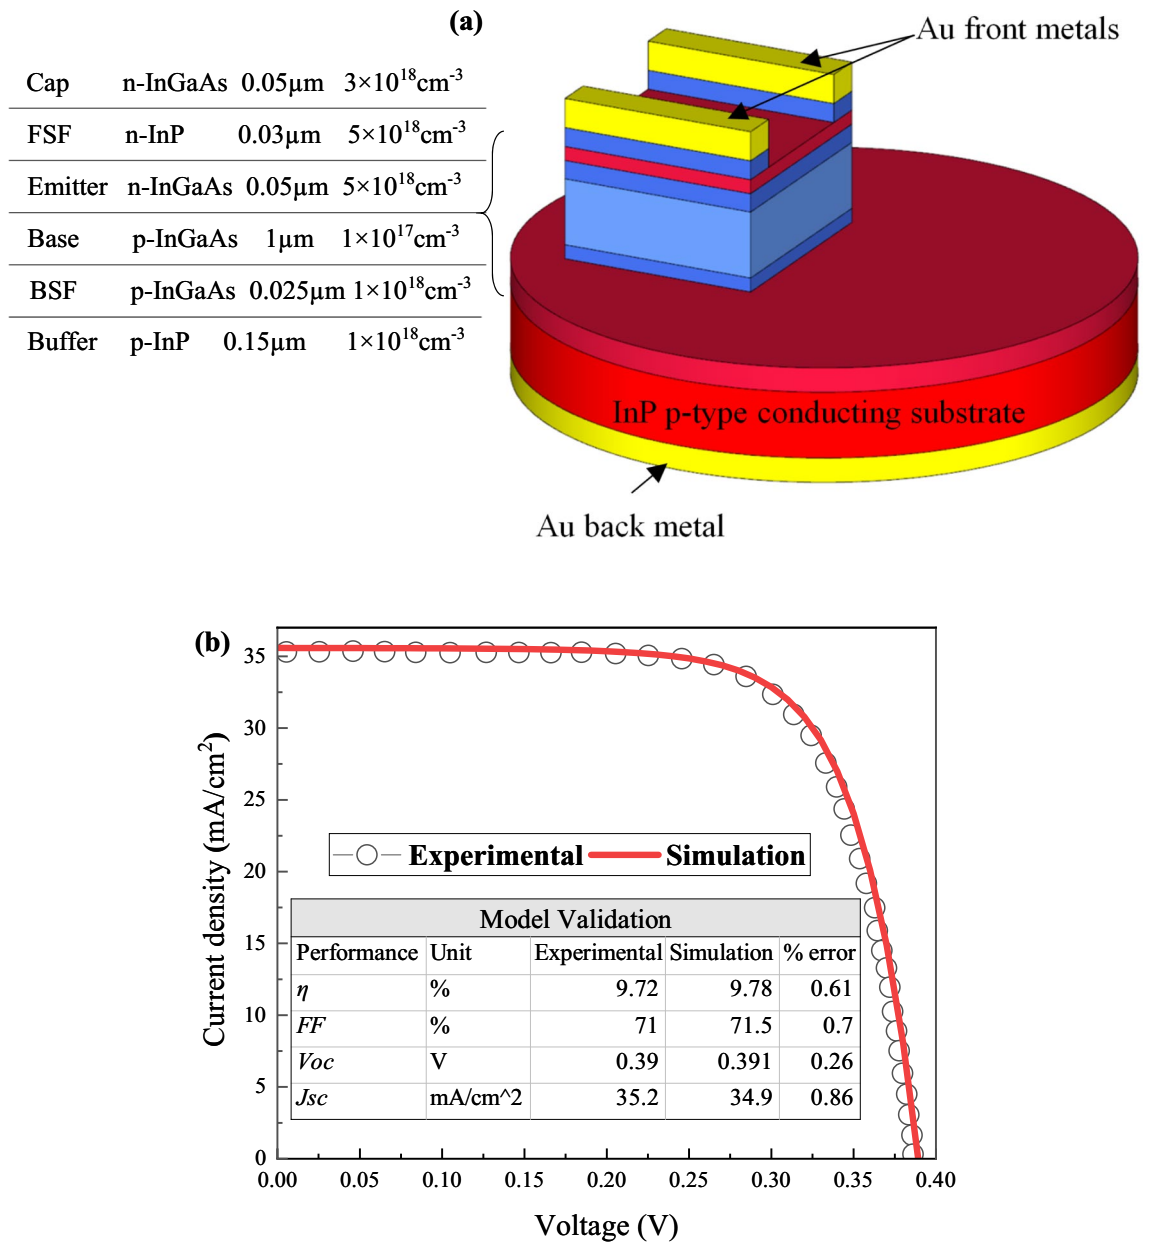 (a)
Au front metals
Cap n-InGaAs 0.05μm 3×10¹⁸cm⁻³
FSF n-InP 0.03μm 5×10¹⁸cm⁻³
Emitter n-InGaAs 0.05μm 5×10¹⁸cm⁻³
Base p-InGaAs 1μm 1×10¹⁷cm⁻³
BSF p-InGaAs 0.025μm 1×10¹⁸cm⁻³
Buffer p-InP 0.15μm 1×10¹⁸cm⁻³
InP p-type conducting substrate
Au back metal
(b)
Current density (mA/cm²)
35
30
25
20
15
10
5
0
Experimental Simulation
Model Validation
Performance Unit Experimental Simulation % error
η % 9.72 9.78 0.61
FF % 71 71.5 0.7
Voc V 0.39 0.391 0.26
Jsc mA/cm^2 35.2 34.9 0.86
0.00 0.05 0.10 0.15 0.20 0.25 0.30 0.35 0.40
Voltage (V)